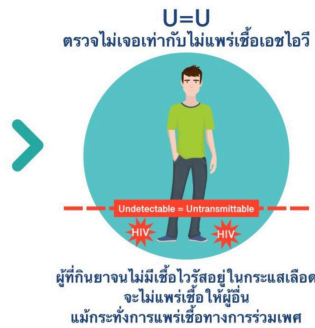 U=U
ตรวจไม่เจอเท่ากับไม่แพร่เชื้อเอชไอวี
Undetectable = Untransmittable
HIV
HIV
ผู้ที่กินยาจนไม่มีเชื้อไวรัสอยู่ในกระแสเลือด
จะไม่แพร่เชื้อให้ผู้อื่น
แม้กระทั่งการแพร่เชื้อทางการร่วมเพศ